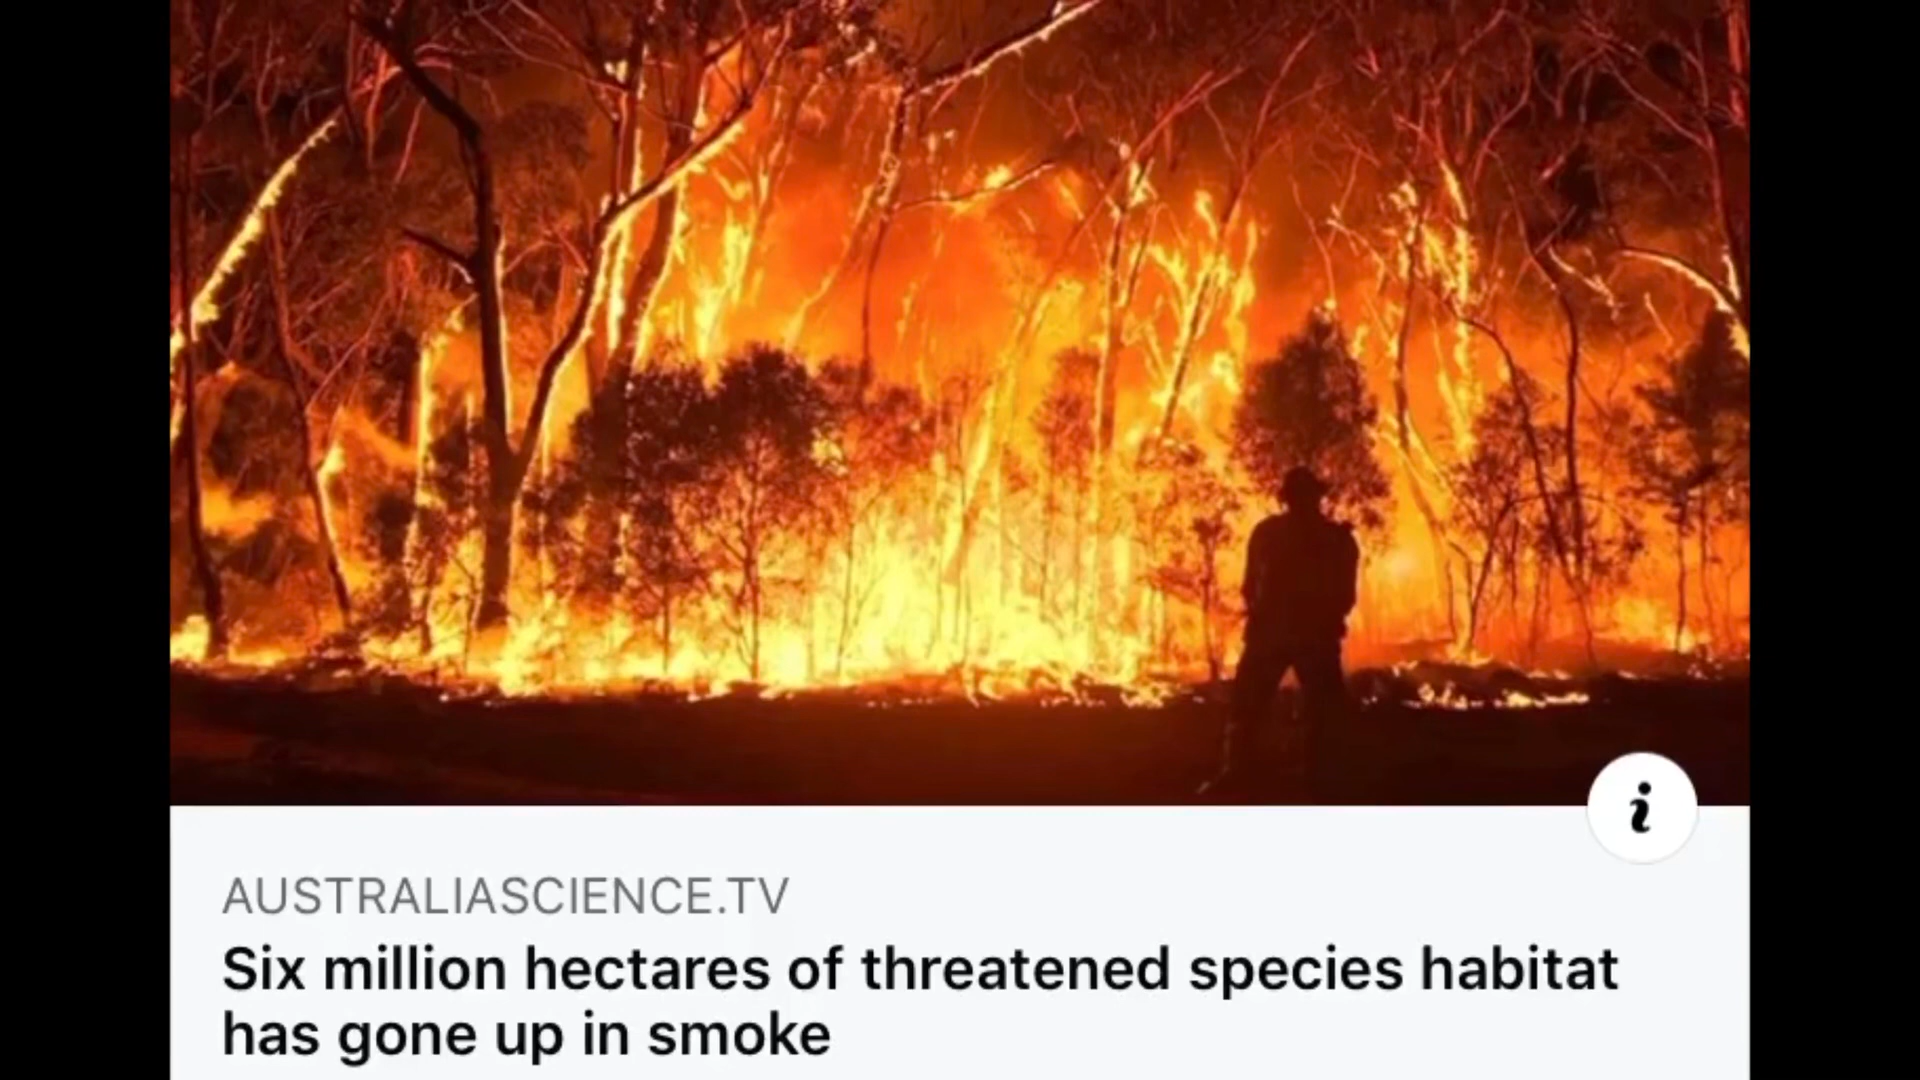 i
AUSTRALIASCIENCE.TV
Six million hectares of threatened species habitat
has gone up in smoke